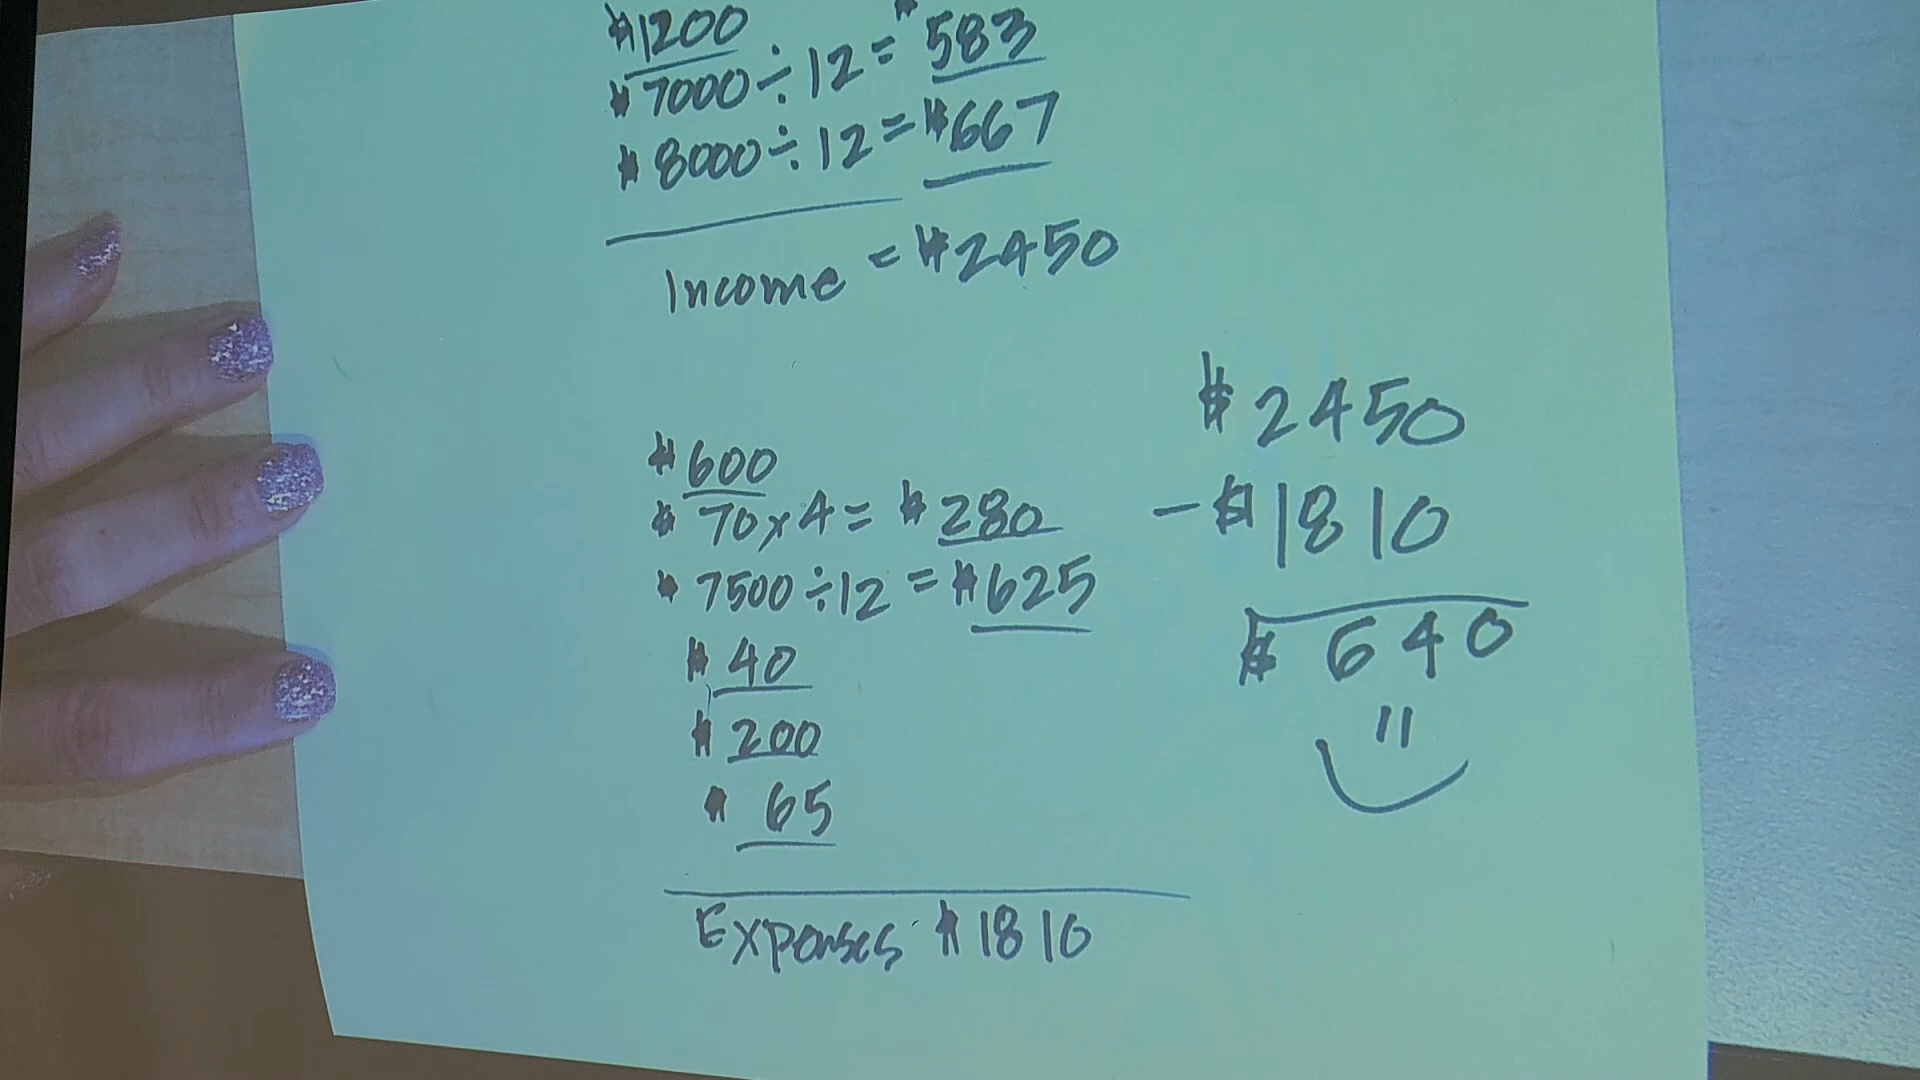 $1200
$7000 ÷ 12 = $583
$8000 ÷ 12 = $667
Income = $2450
$600
$70 x 4 = $280
$7500 ÷ 12 = $625
$40
$200
$65
Expenses $1810
$2450
- $1810
$640